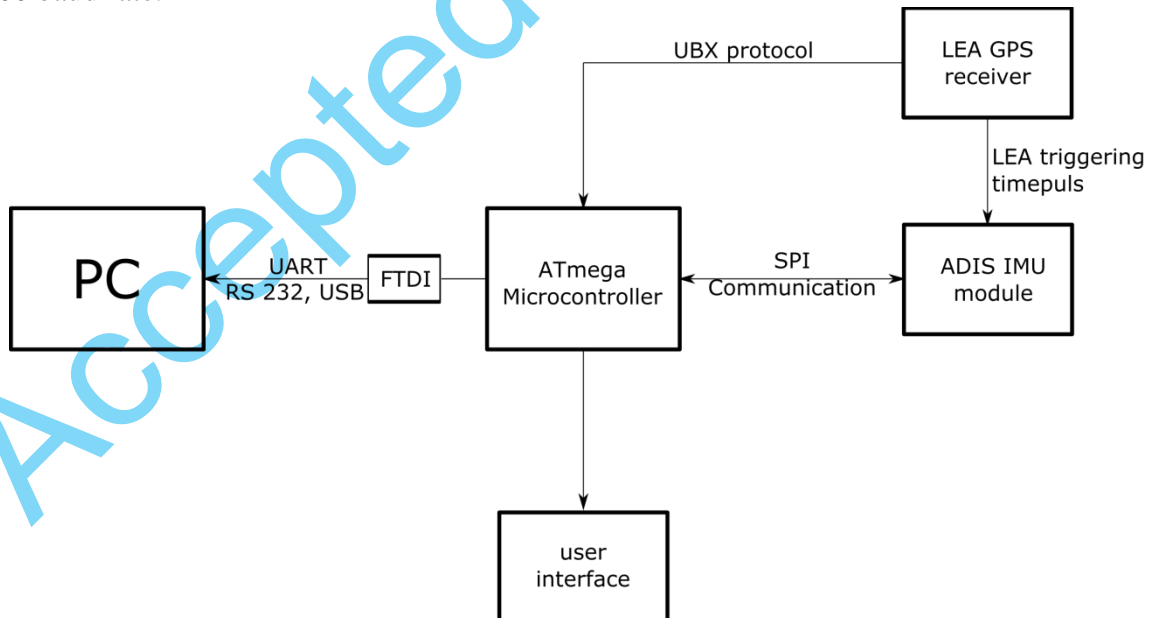 LEA GPS
receiver
UBX protocol
LEA triggering
timepuls
PC
UART
RS 232, USB
FTDI
ATmega
Microcontroller
SPI
Communication
ADIS IMU
module
user
interface
Accepted